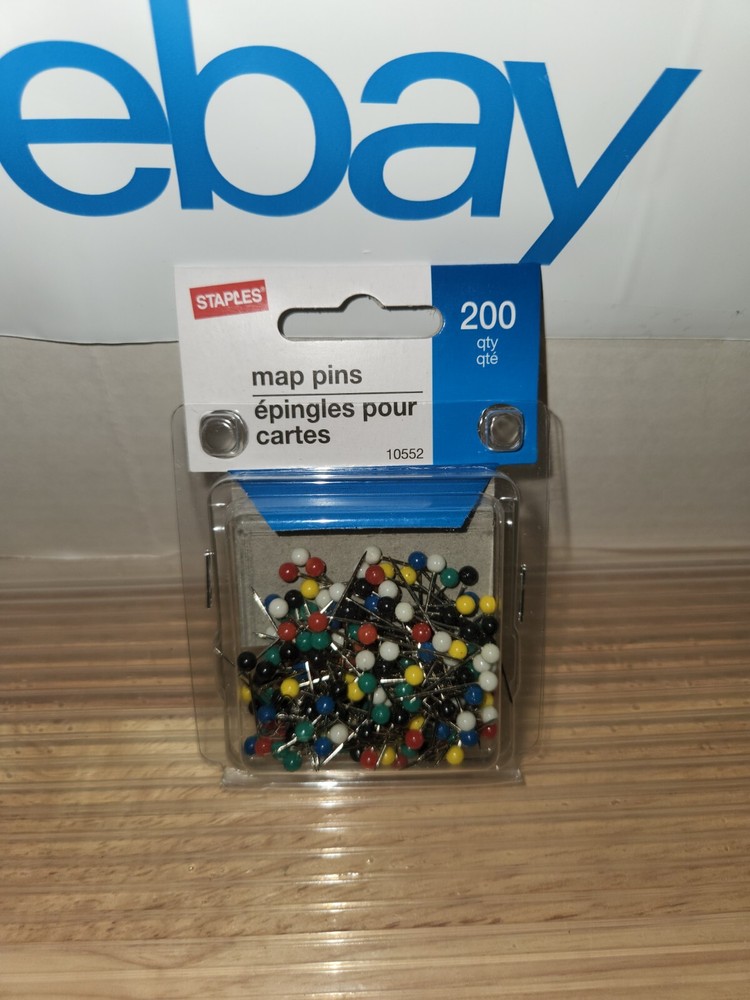 ebay
STAPLES®
200
qty
qté
map pins
épingles pour
cartes
10552